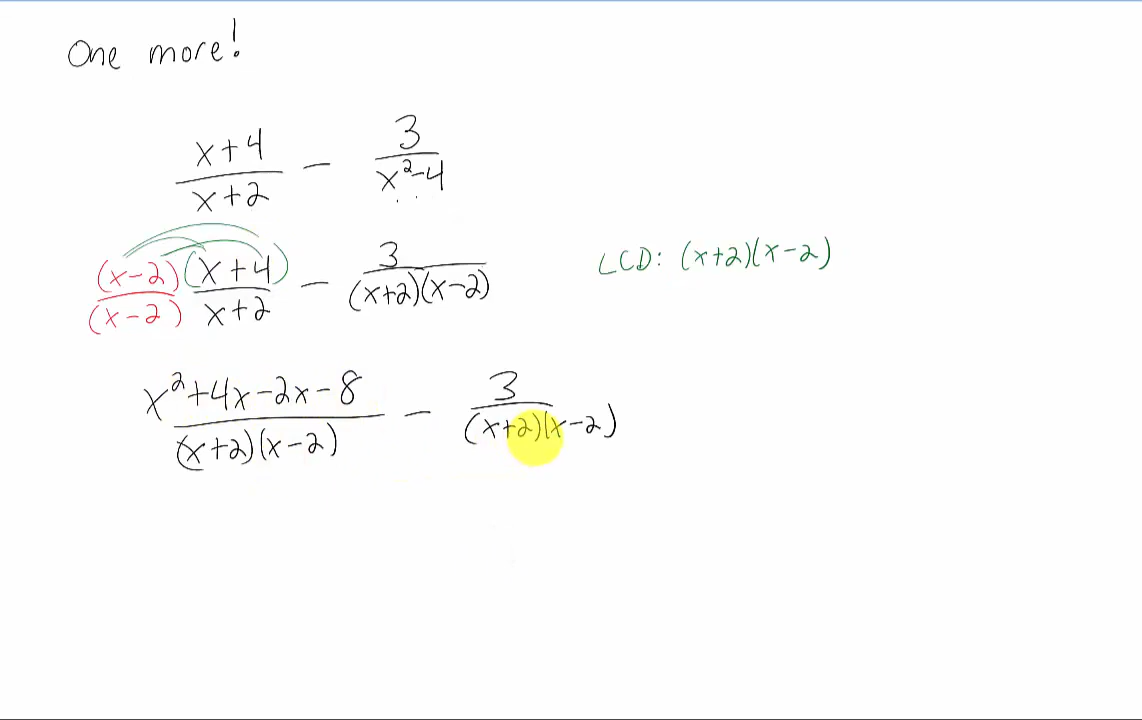 One more!
x+4/x+2 − 3/x²-4
(x-2)(x+4)/(x-2) x+2 − 3/(x+2)(x-2) LCD: (x+2)(x-2)
x²+4x-2x-8/(x+2)(x-2) − 3/(x+2)(x-2)